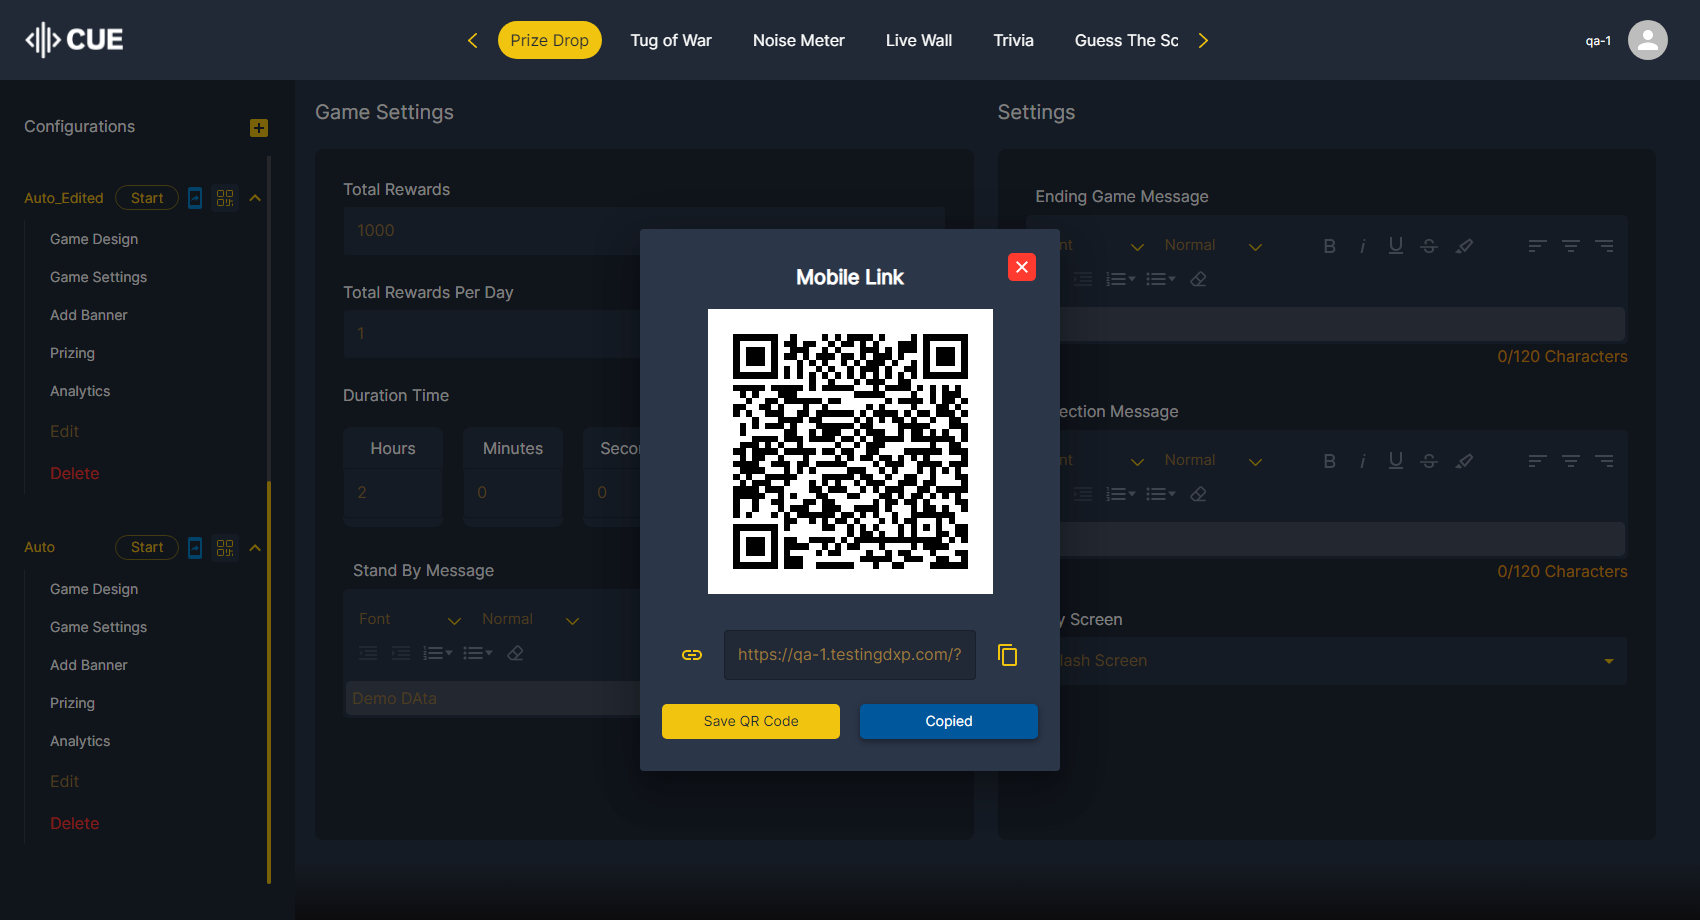 CUE
Prize Drop
Tug of War
Noise Meter
Live Wall
Trivia
Guess The Sc
qa-1
Configurations
Auto_Edited
Start
Game Design
Game Settings
Add Banner
Prizing
Analytics
Edit
Delete
Auto
Start
Game Design
Game Settings
Add Banner
Prizing
Analytics
Edit
Delete
Game Settings
Total Rewards
1000
Total Rewards Per Day
1
Duration Time
Hours
Minutes
Secon
2
0
0
Stand By Message
Font
Normal
Demo DAta
Mobile Link
https://qa-1.testingdxp.com/?
Save QR Code
Copied
Settings
Ending Game Message
nt
Normal
0/120 Characters
ection Message
nt
Normal
0/120 Characters
y Screen
lash Screen